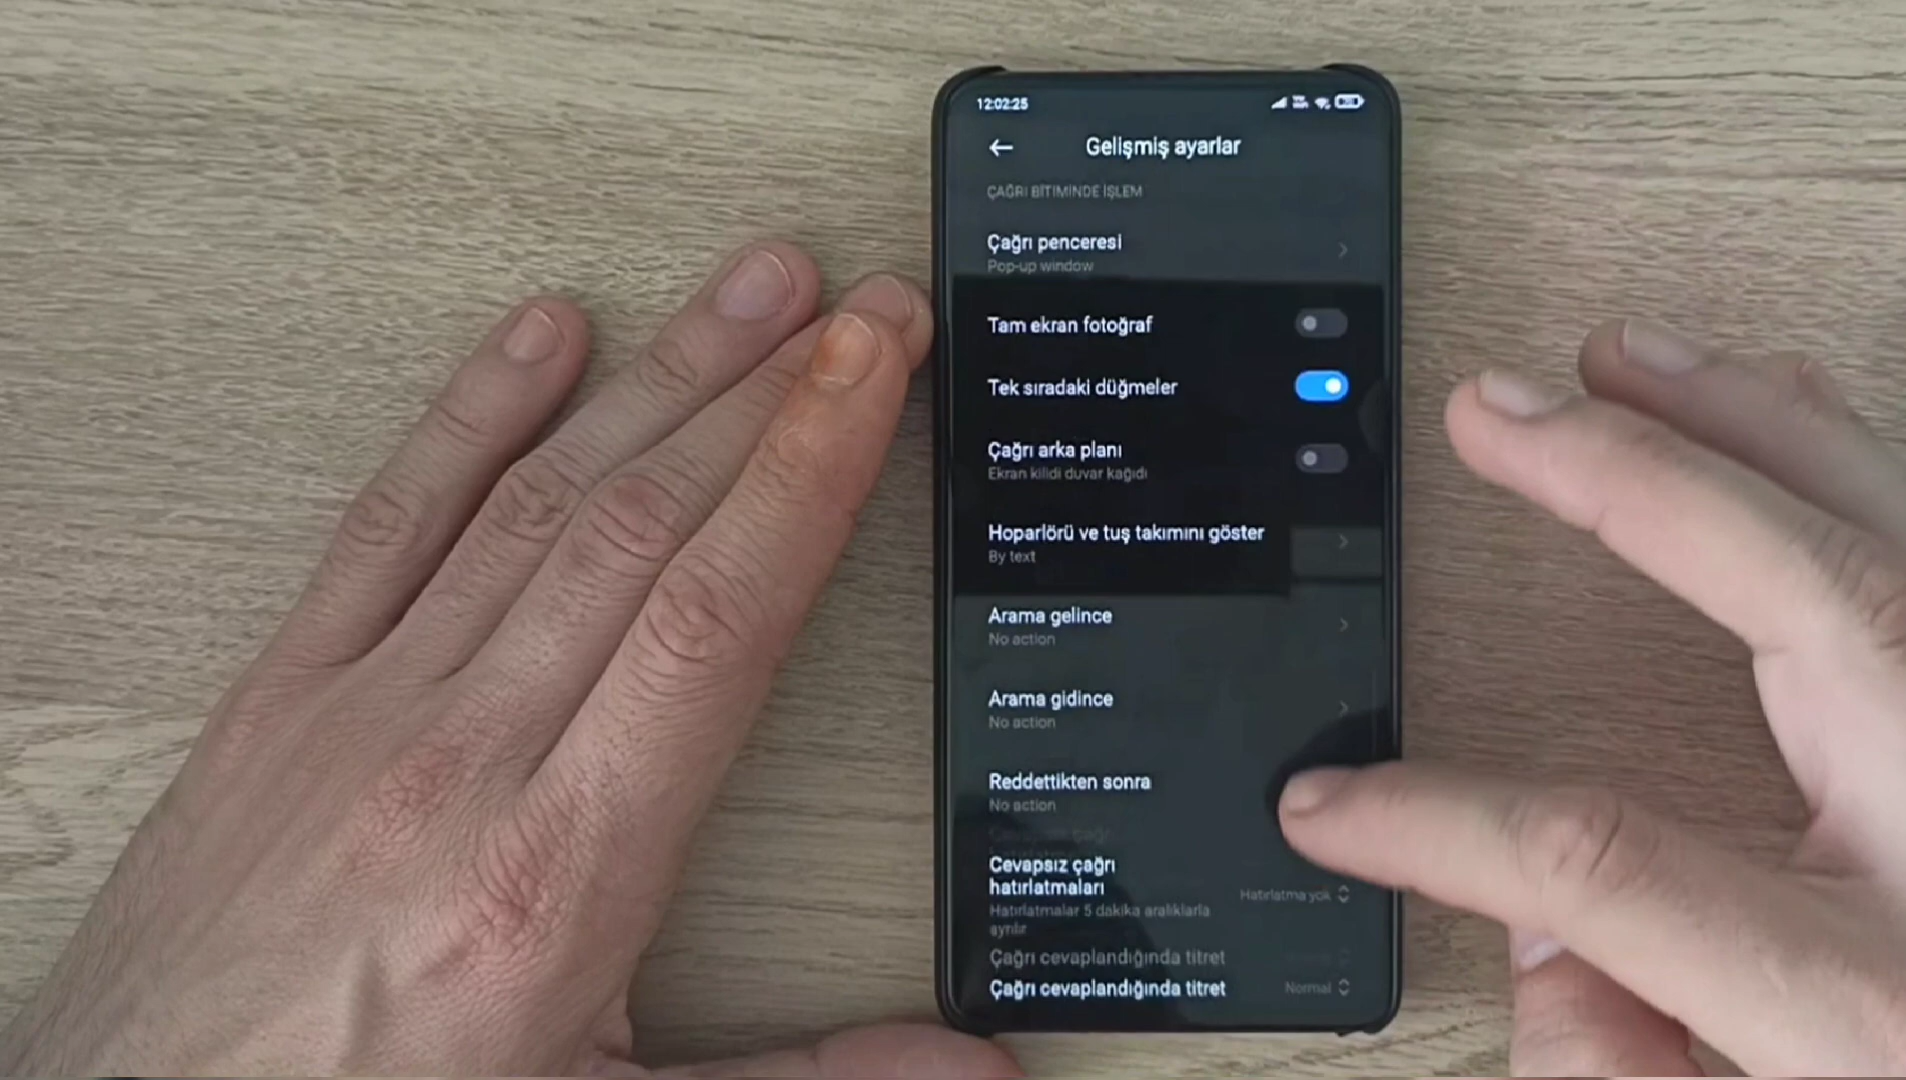 12:02:25
Gelişmiş ayarlar
ÇAĞRI BİTİMİNDE İŞLEM
Çağrı penceresi
Pop-up window
Tam ekran fotoğraf
Tek sıradaki düğmeler
Çağrı arka planı
Ekran kilidi duvar kağıdı
Hoparlörü ve tuş takımını göster
By text
Arama gelince
No action
Arama gidince
No action
Reddettikten sonra
No action
Cevapsız çağrı
hatırlatmaları
Hatırlatma yok
Hatırlatmalar 5 dakika aralıklarla
ayrılır
Çağrı cevaplandığında titret
Çağrı cevaplandığında titret
Normal